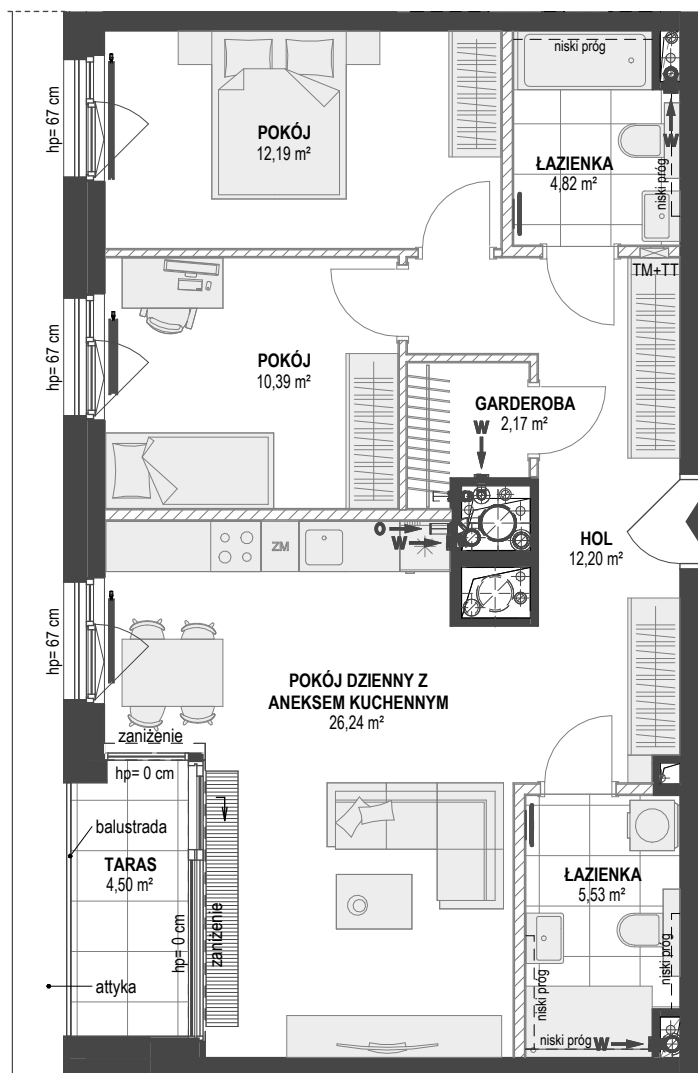 niski próg
hp= 67 cm
POKÓJ
12,19 m²
ŁAZIENKA
4,82 m²
W
niski próg
TM+TT
hp= 67 cm
POKÓJ
10,39 m²
GARDEROBA
2,17 m²
W
O
W
ZM
HOL
12,20 m²
hp= 67 cm
POKÓJ DZIENNY Z
ANEKSEM KUCHENNYM
26,24 m²
zaniżenie
hp= 0 cm
balustrada
TARAS
4,50 m²
hp= 0 cm
zaniżenie
attyka
ŁAZIENKA
5,53 m²
niski próg
niski próg
niski próg
W